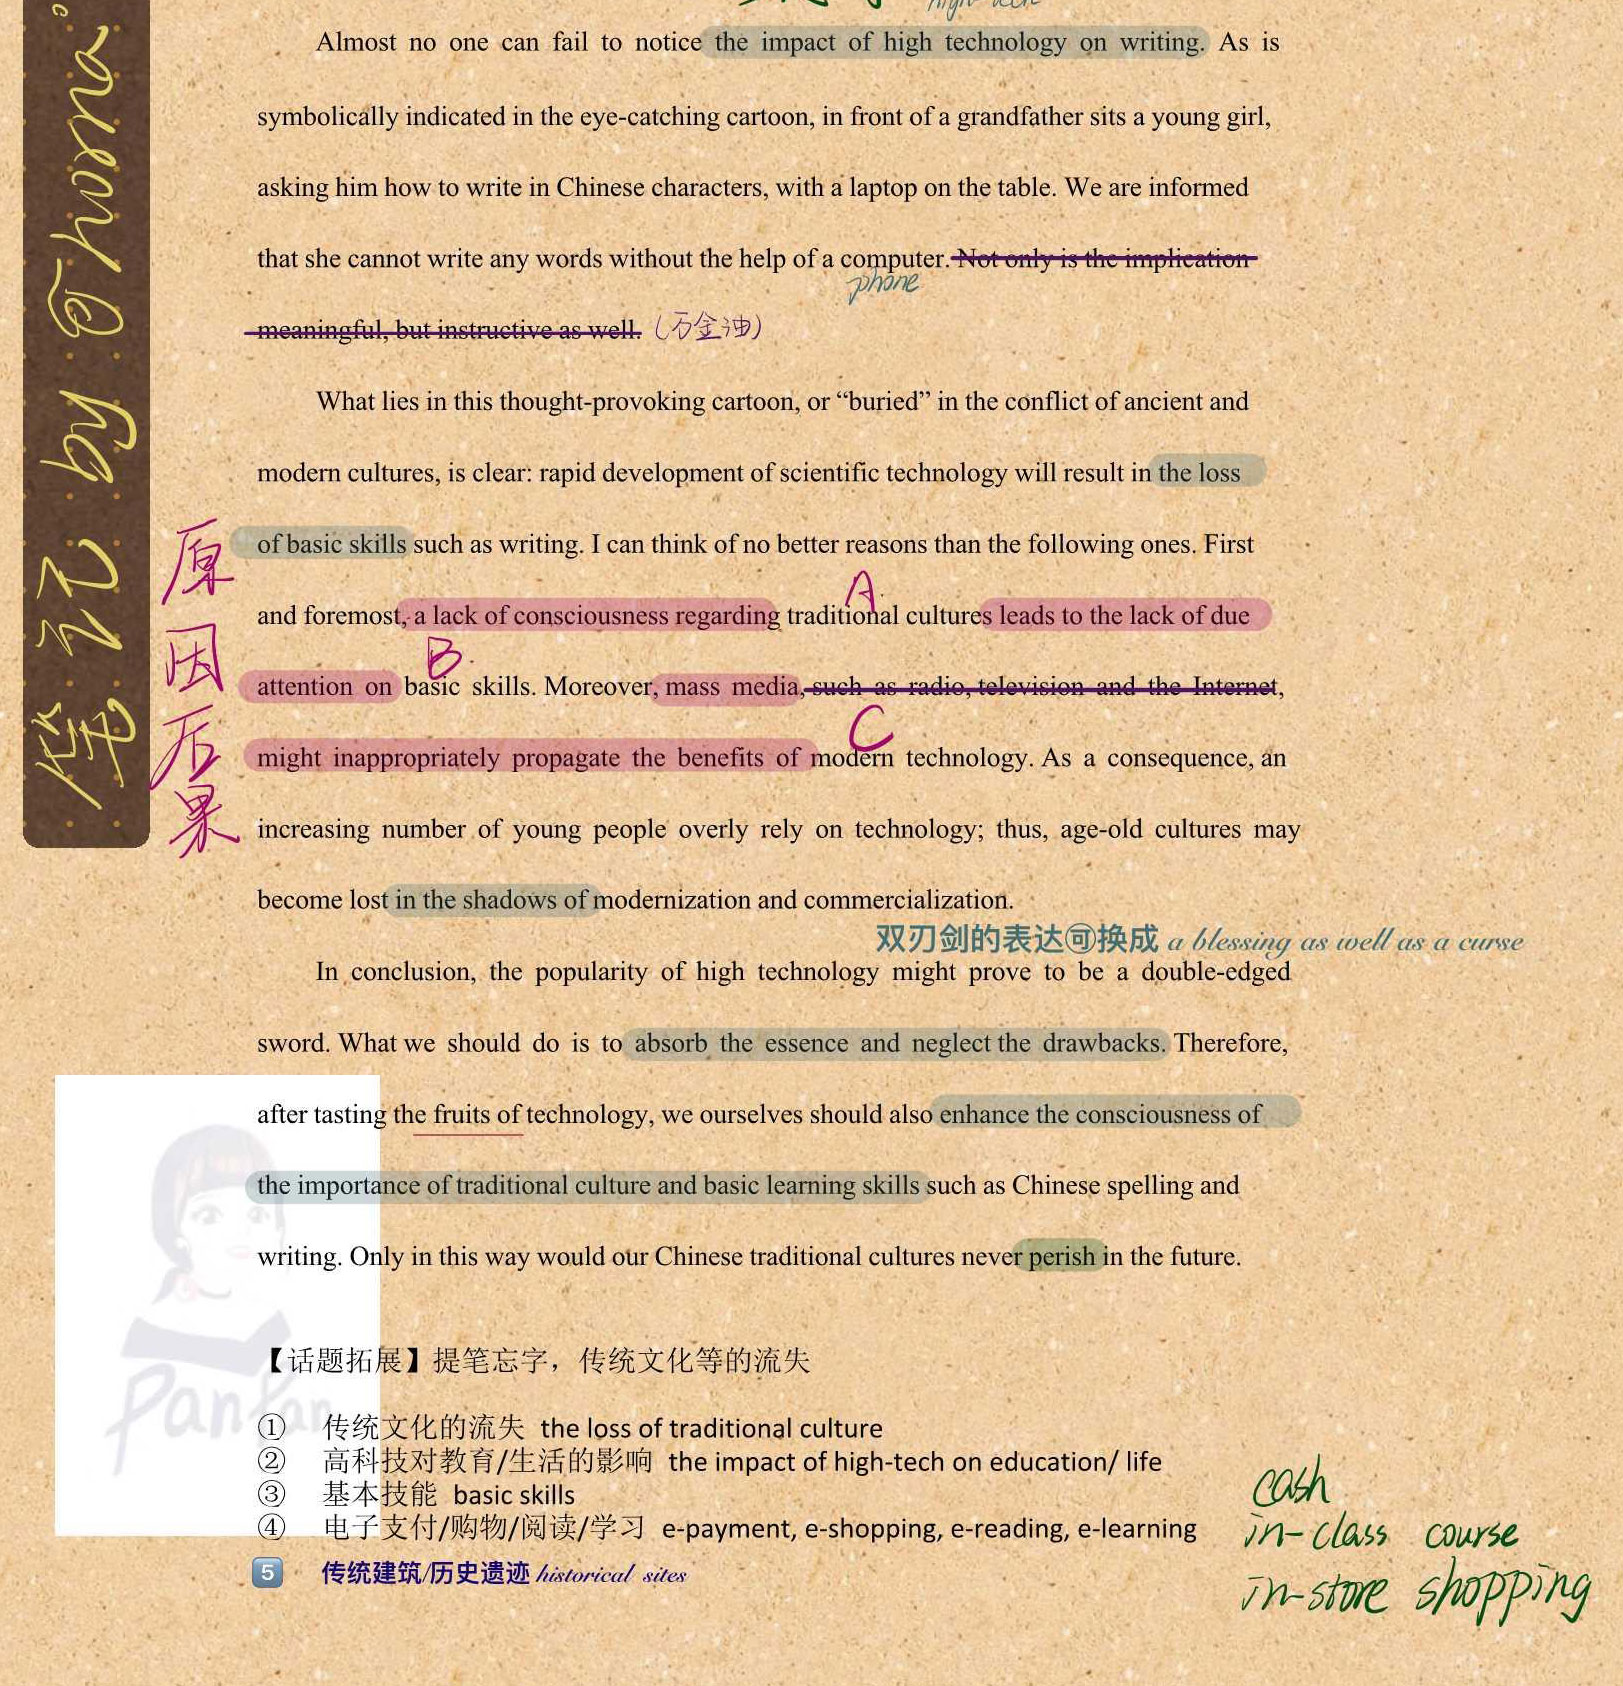 high-tech
Almost no one can fail to notice the impact of high technology on writing. As is
symbolically indicated in the eye-catching cartoon, in front of a grandfather sits a young girl,
asking him how to write in Chinese characters, with a laptop on the table. We are informed
that she cannot write any words without the help of a computer. Not only is the implication
phone
meaningful, but instructive as well. (万金油)
What lies in this thought-provoking cartoon, or “buried” in the conflict of ancient and
modern cultures, is clear: rapid development of scientific technology will result in the loss
of basic skills such as writing. I can think of no better reasons than the following ones. First
A
and foremost, a lack of consciousness regarding traditional cultures leads to the lack of due
B.
attention on basic skills. Moreover, mass media, such as radio, television and the Internet,
C
might inappropriately propagate the benefits of modern technology. As a consequence, an
increasing number of young people overly rely on technology; thus, age-old cultures may
become lost in the shadows of modernization and commercialization.
原因后果
双刃剑的表达可换成 a blessing as well as a curse
In conclusion, the popularity of high technology might prove to be a double-edged
sword. What we should do is to absorb the essence and neglect the drawbacks. Therefore,
after tasting the fruits of technology, we ourselves should also enhance the consciousness of
the importance of traditional culture and basic learning skills such as Chinese spelling and
writing. Only in this way would our Chinese traditional cultures never perish in the future.
【话题拓展】提笔忘字，传统文化等的流失
① 传统文化的流失 the loss of traditional culture
② 高科技对教育/生活的影响 the impact of high-tech on education/ life
③ 基本技能 basic skills
④ 电子支付/购物/阅读/学习 e-payment, e-shopping, e-reading, e-learning
5 传统建筑/历史遗迹 historical sites
cash
in-class course
in-store shopping
笔记 by @Thoma
PanPan